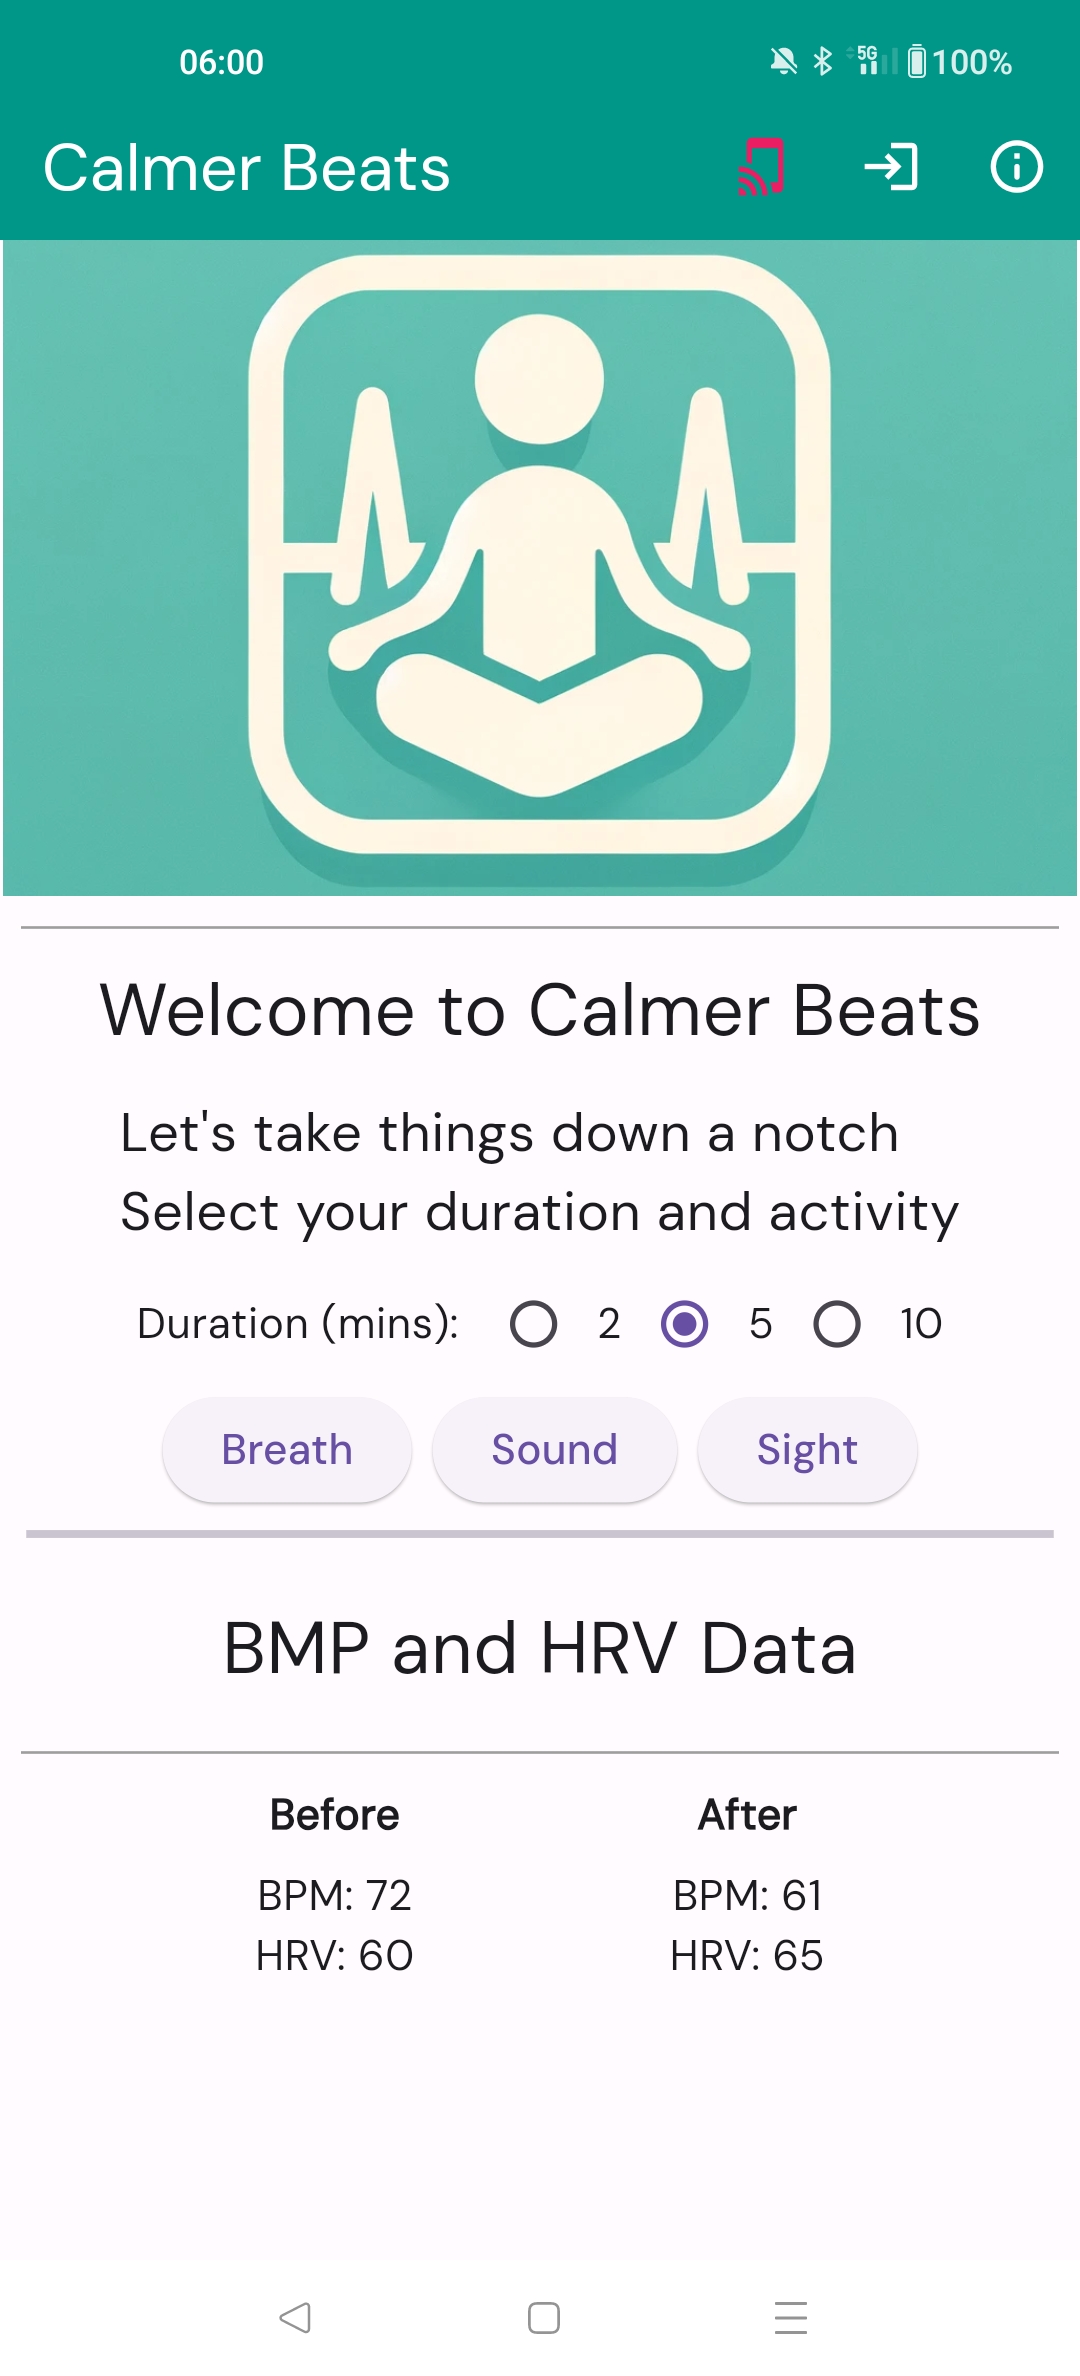 06:00 5G 100%
Calmer Beats
Welcome to Calmer Beats
Let's take things down a notch
Select your duration and activity
Duration (mins): 2 5 10
Breath Sound Sight
BMP and HRV Data
Before After
BPM: 72 BPM: 61
HRV: 60 HRV: 65